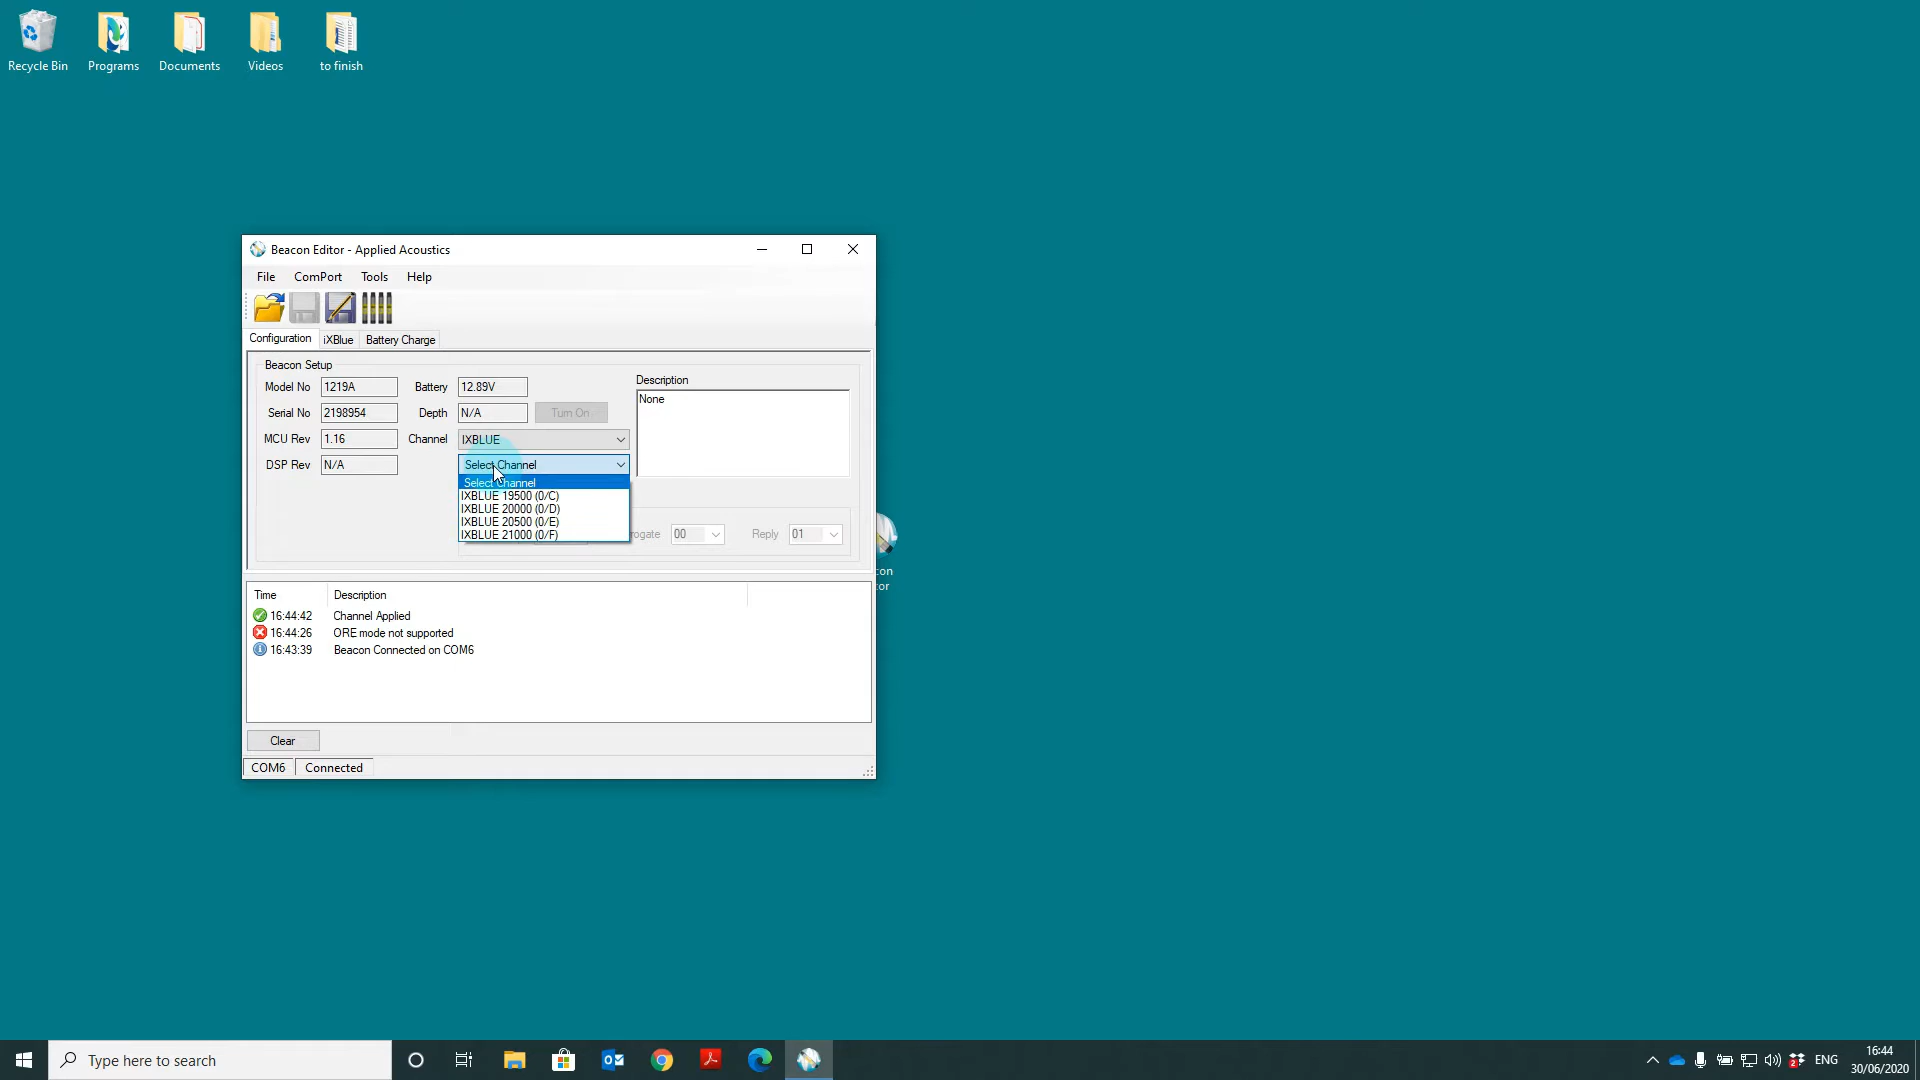 Recycle Bin
Programs
Documents
Videos
to finish
Beacon Editor - Applied Acoustics
File ComPort Tools Help
Configuration iXBlue Battery Charge
Beacon Setup
Model No 1219A Battery 12.89V Description
None
Serial No 2198954 Depth N/A Turn On
MCU Rev 1.16 Channel IXBLUE
DSP Rev N/A Select Channel
Select Channel
IXBLUE 19500 (0/C)
IXBLUE 20000 (0/D)
IXBLUE 20500 (0/E)
IXBLUE 21000 (0/F)
rogate 00 Reply 01
con
tor
Time Description
16:44:42 Channel Applied
16:44:26 ORE mode not supported
16:43:39 Beacon Connected on COM6
Clear
COM6 Connected
Type here to search
ENG
16:44
30/06/2020